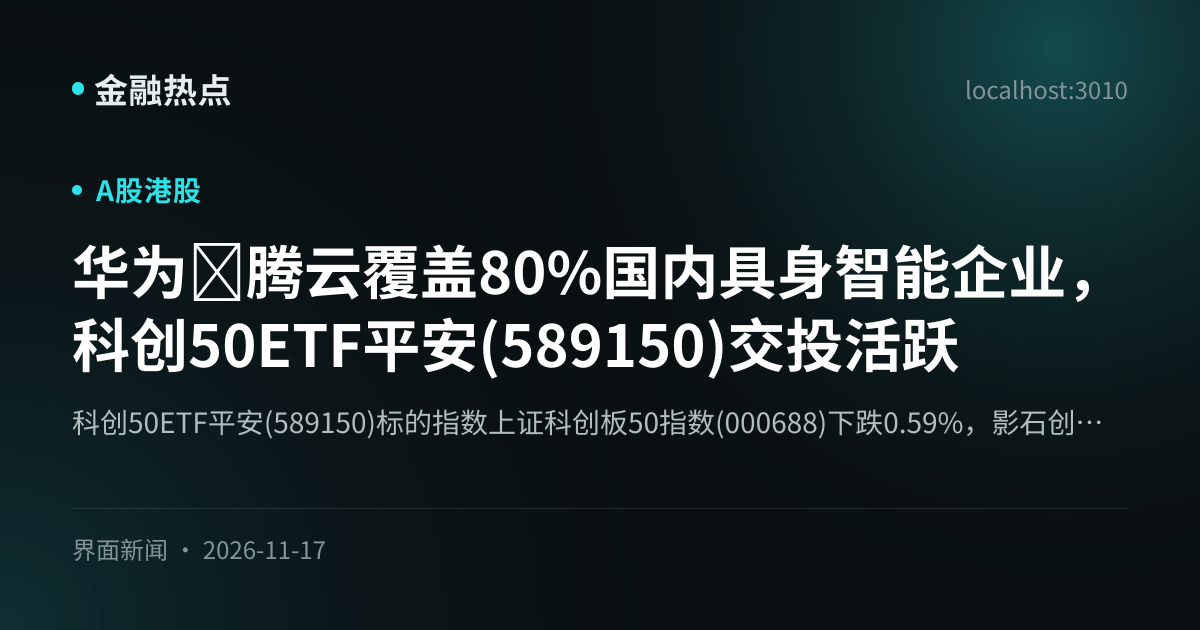 金融热点
localhost:3010
A股港股
华为腾云覆盖80%国内具身智能企业，
科创50ETF平安(589150)交投活跃
科创50ETF平安(589150)标的指数上证科创板50指数(000688)下跌0.59%，影石创…
界面新闻 • 2026-11-17